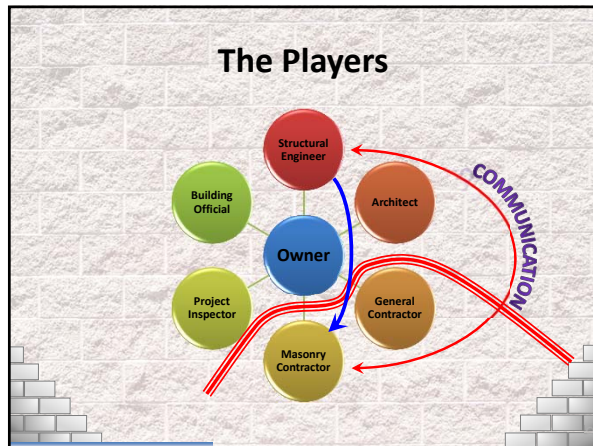 The Players
Structural
Engineer
Building
Official
Architect
COMMUNICATION
Owner
Project
Inspector
General
Contractor
Masonry
Contractor